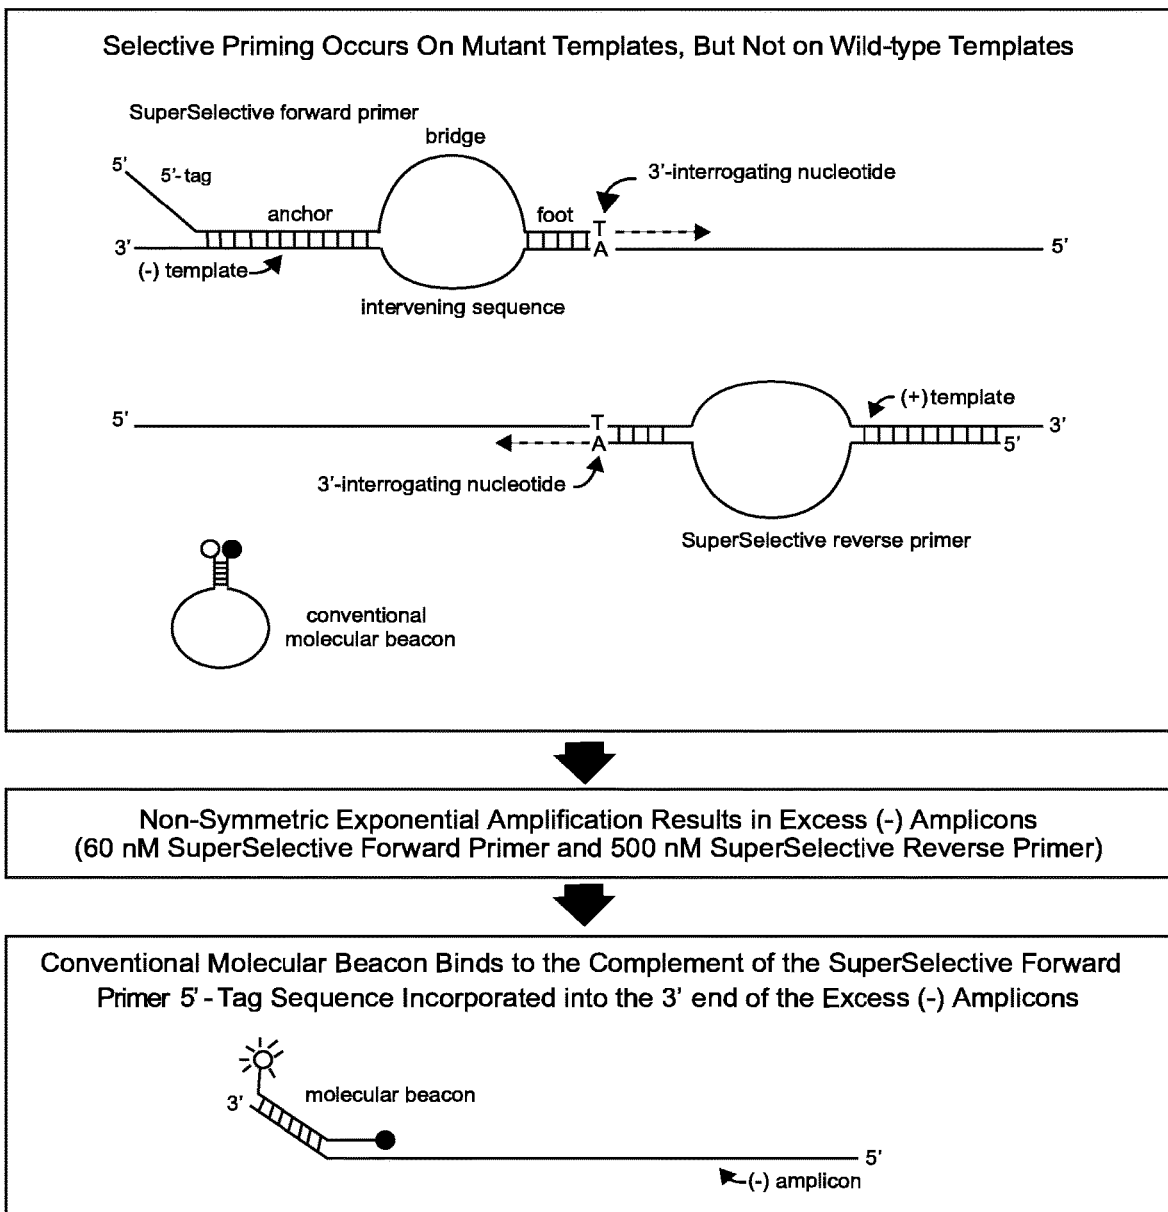 Selective Priming Occurs On Mutant Templates, But Not on Wild-type Templates
SuperSelective forward primer
bridge
5'
5'-tag
3'-interrogating nucleotide
anchor
foot
T
3'
A
5'
(-) template
intervening sequence
(+) template
5'
T
3'
A
5'
3'-interrogating nucleotide
SuperSelective reverse primer
conventional
molecular beacon
Non-Symmetric Exponential Amplification Results in Excess (-) Amplicons
(60 nM SuperSelective Forward Primer and 500 nM SuperSelective Reverse Primer)
Conventional Molecular Beacon Binds to the Complement of the SuperSelective Forward
Primer 5' - Tag Sequence Incorporated into the 3' end of the Excess (-) Amplicons
molecular beacon
3'
5'
(-) amplicon